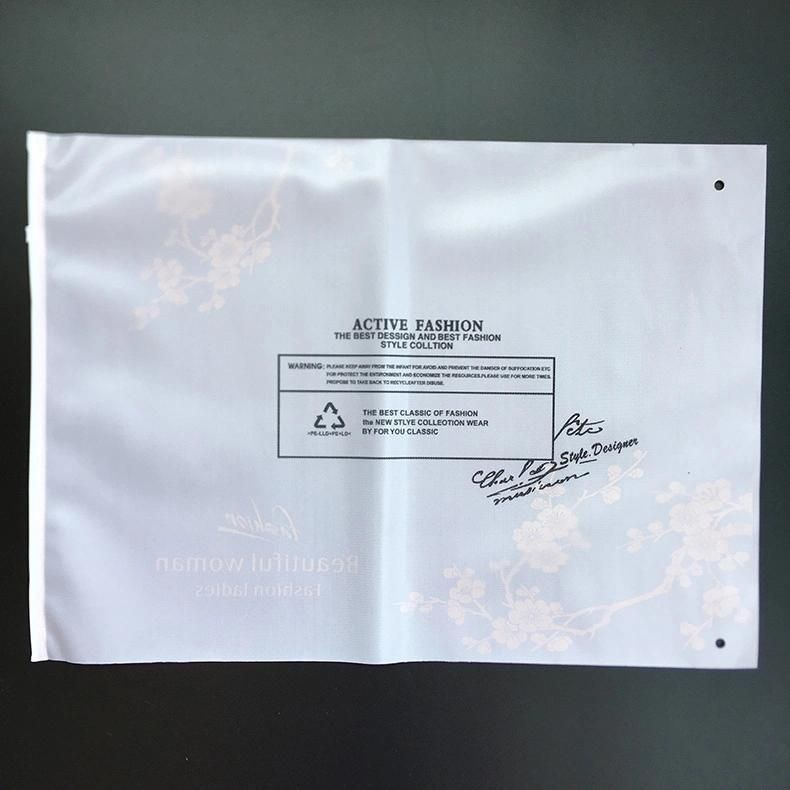 ACTIVE FASHION
THE BEST DESSIGN AND BEST FASHION
STYLE COLLTION
WARNING: PLEASE KEEP AWAY FROM THE INFANT FOR AVOID AND PREVENT THE DANGER OF SUFFOCATION ETC
FOR PROTECT THE ENTIRONMENT AND ECONOMIZE THE RESOURCES.PLEASE USE FOR MORE TIMES.
PROPOSE TO TAKE BACK TO RECYCLEAFTER DISUSE.
THE BEST CLASSIC OF FASHION
the NEW STLYE COLLEOTION WEAR
BY FOR YOU CLASSIC
>PE-LLD+PE>LD<
Style.Designer
Fashion
Beautiful woman
Fashion ladies